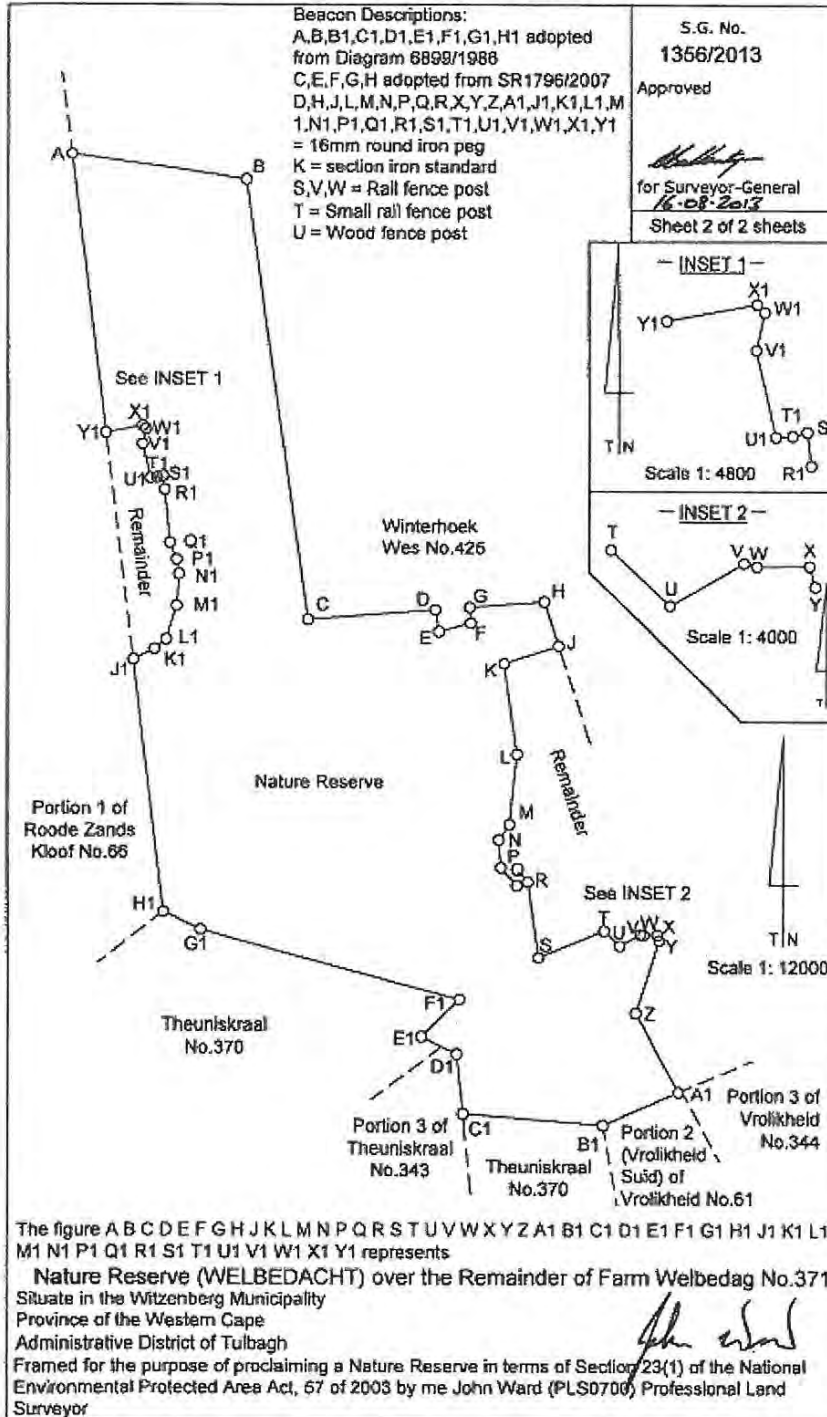 Beacon Descriptions:
A,B,B1,C1,D1,E1,F1,G1,H1 adopted
from Diagram 6899/1986
C,E,F,G,H adopted from SR1796/2007
D,H,J,L,M,N,P,Q,R,X,Y,Z,A1,J1,K1,L1,M
1,N1,P1,Q1,R1,S1,T1,U1,V1,W1,X1,Y1
= 16mm round iron peg
K = section iron standard
S,V,W = Rail fence post
T = Small rail fence post
U = Wood fence post
S.G. No.
1356/2013
Approved
for Surveyor-General
16-08-2013
Sheet 2 of 2 sheets
— INSET 1 —
X1
W1
Y1
V1
T1
S
U1
R1
T N
Scale 1: 4800
— INSET 2 —
T
V
W
X
U
Y
Scale 1: 4000
T
A
B
See INSET 1
X1
Y1
W1
V1
T1
U1
S1
R1
Remainder
Q1
P1
N1
M1
L1
K1
J1
Winterhoek
Wes No.426
C
D
G
H
E
F
J
K
L
Remainder
Nature Reserve
M
N
P
Q
R
Portion 1 of
Roode Zands
Kloof No.66
See INSET 2
H1
G1
T
U
V
W
X
Y
S
T N
Scale 1: 12000
Z
F1
Theuniskraal
No.370
E1
D1
A1
Portion 3 of
Vrolikheid
No.344
C1
B1
Portion 3 of
Theuniskraal
No.343
Theuniskraal
No.370
Portion 2
(Vrolikheid
Suid) of
Vrolikheid No.61
The figure A B C D E F G H J K L M N P Q R S T U V W X Y Z A1 B1 C1 D1 E1 F1 G1 H1 J1 K1 L1
M1 N1 P1 Q1 R1 S1 T1 U1 V1 W1 X1 Y1 represents
Nature Reserve (WELBEDACHT) over the Remainder of Farm Welbedag No.371
Situate in the Witzenberg Municipality
Province of the Western Cape
Administrative District of Tulbagh
Framed for the purpose of proclaiming a Nature Reserve in terms of Section 23(1) of the National
Environmental Protected Area Act, 57 of 2003 by me John Ward (PLS0700) Professional Land
Surveyor